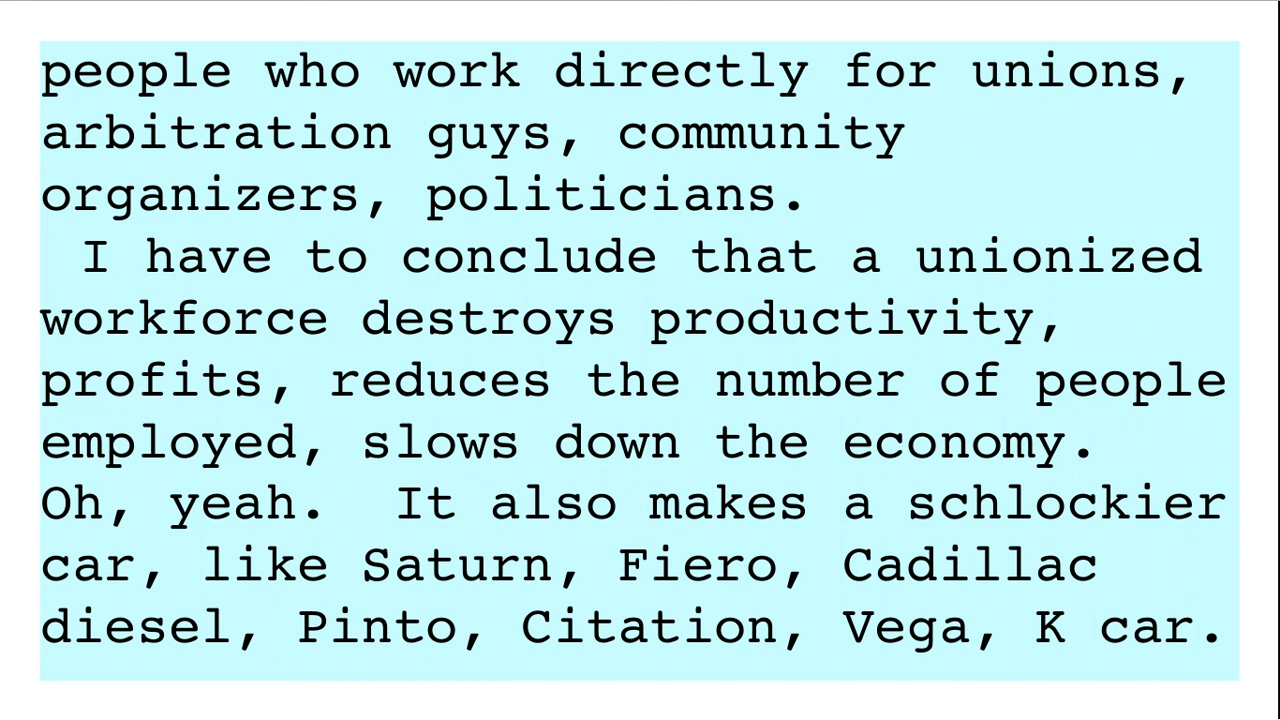 people who work directly for unions,
arbitration guys, community
organizers, politicians.
I have to conclude that a unionized
workforce destroys productivity,
profits, reduces the number of people
employed, slows down the economy.
Oh, yeah.  It also makes a schlockier
car, like Saturn, Fiero, Cadillac
diesel, Pinto, Citation, Vega, K car.